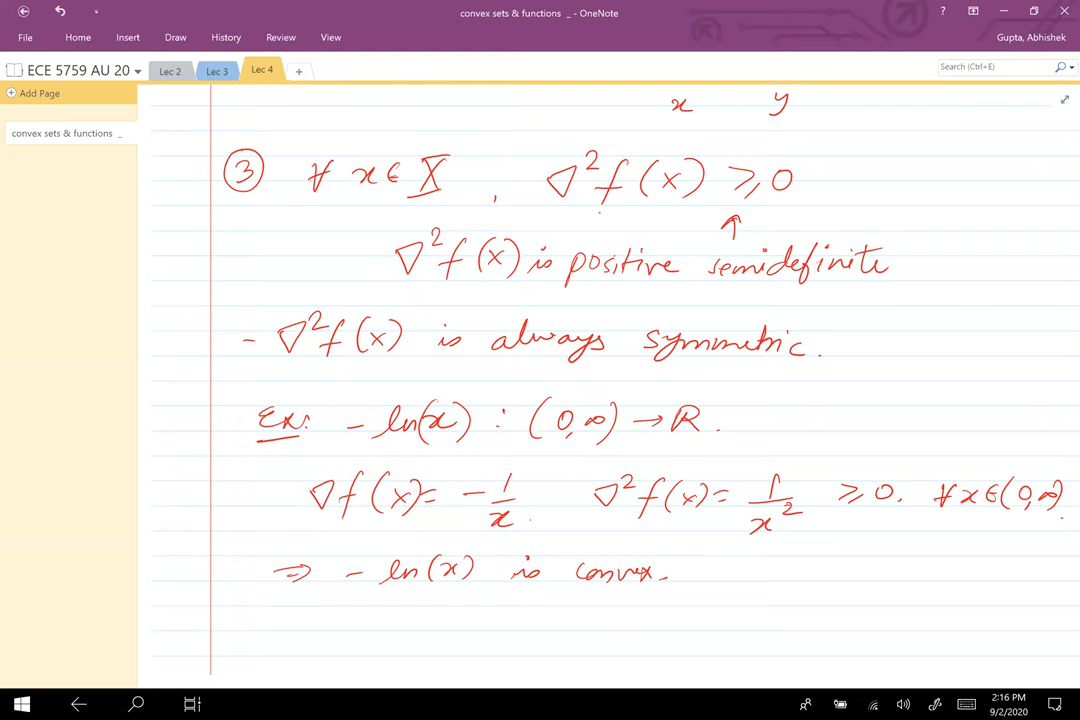 convex sets & functions _ - OneNote
File Home Insert Draw History Review View
Gupta, Abhishek
ECE 5759 AU 20
Lec 2 Lec 3 Lec 4
Search (Ctrl+E)
Add Page
convex sets & functions _
x y
③ ∀ x ∈ X , ∇²f(x) ≥ 0
↑
∇²f(x) is positive semidefinite
- ∇²f(x) is always symmetric.
Ex: - ln(x) : (0,∞) → R.
∇f(x) = -1/x ∇²f(x) = 1/x² ≥ 0. ∀x∈(0,∞)
⇒ - ln(x) is convex.
2:16 PM
9/2/2020